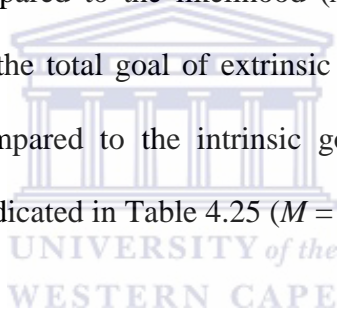 pared to the likelihood
the total goal of extrinsic
mpared to the intrinsic
dicated in Table 4.25 (M =
UNIVERSITY of the
WESTERN CAPE